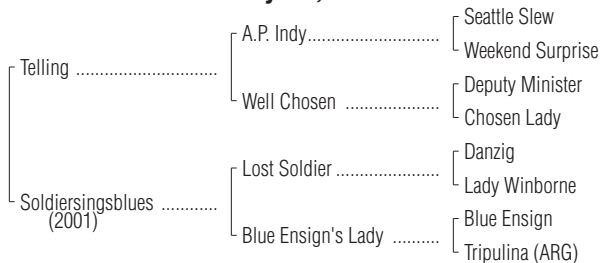 Seattle Slew
A.P. Indy
Weekend Surprise
Telling
Deputy Minister
Well Chosen
Chosen Lady
Danzig
Lost Soldier
Lady Winborne
Soldiersingsblues
(2001)
Blue Ensign
Blue Ensign's Lady
Tripulina (ARG)